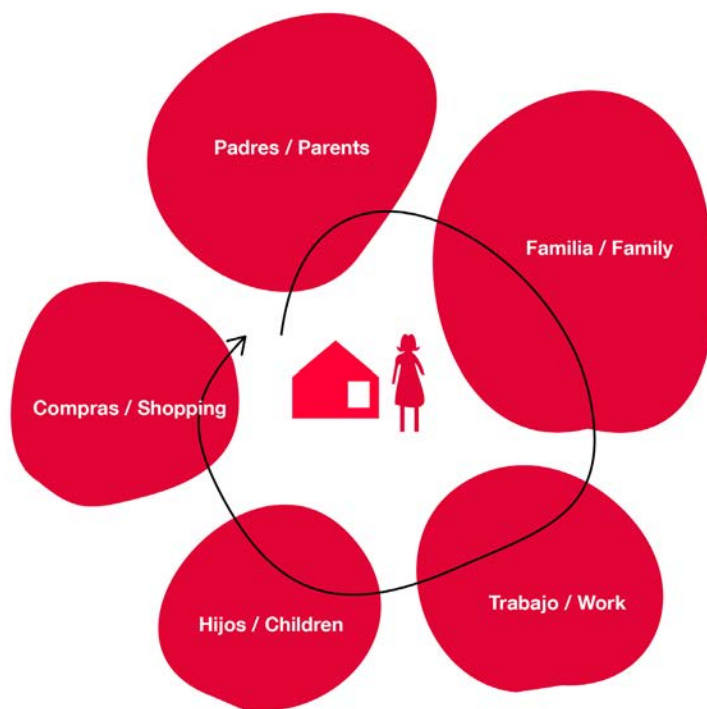 Padres / Parents
Familia / Family
Compras / Shopping
Trabajo / Work
Hijos / Children